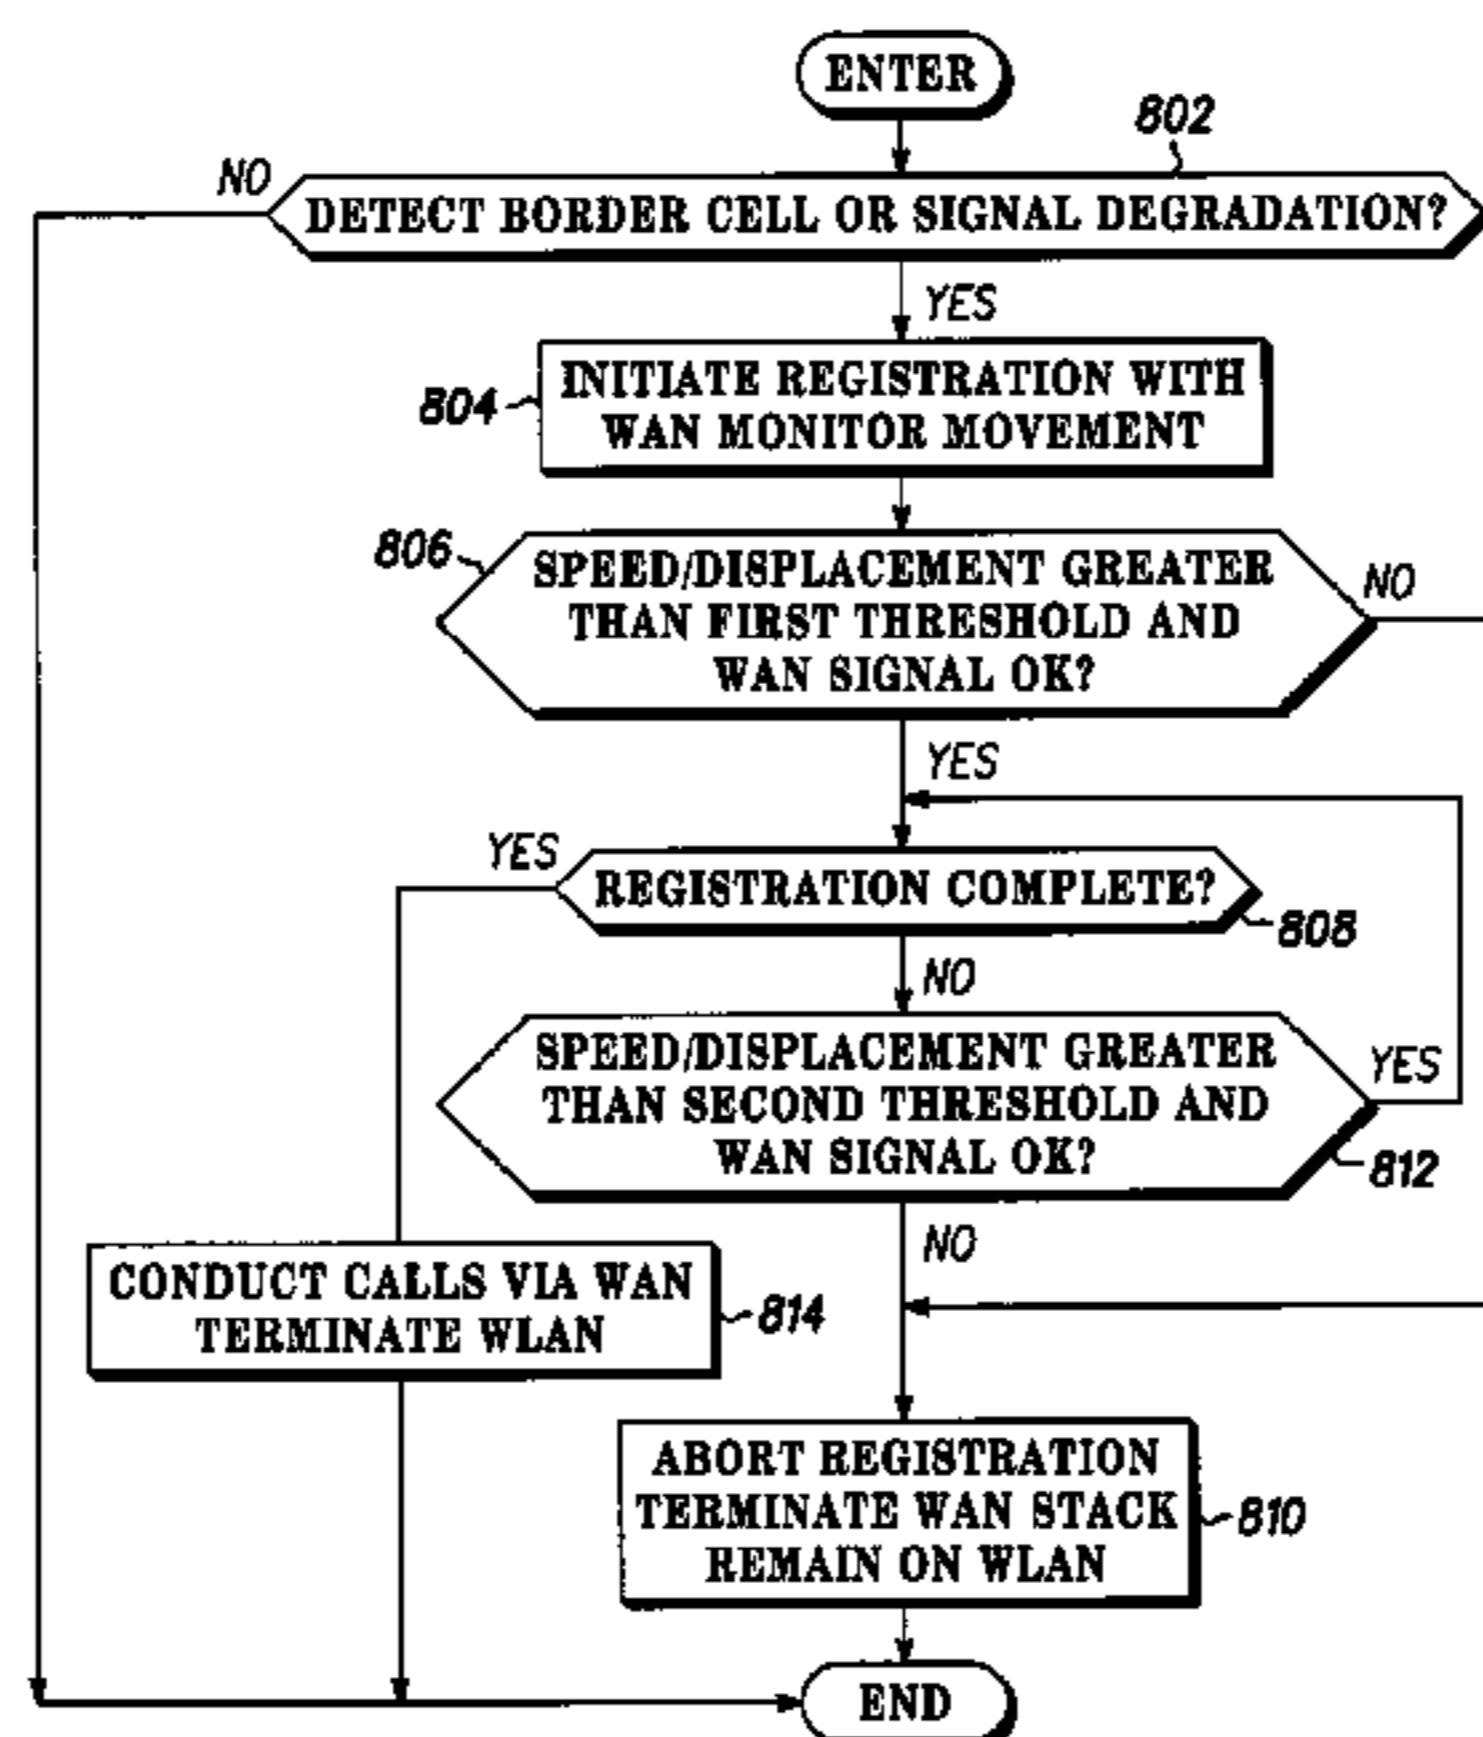 ENTER
802
NO
DETECT BORDER CELL OR SIGNAL DEGRADATION?
YES
804
INITIATE REGISTRATION WITH
WAN MONITOR MOVEMENT
806
SPEED/DISPLACEMENT GREATER
THAN FIRST THRESHOLD AND
WAN SIGNAL OK?
NO
YES
YES
REGISTRATION COMPLETE?
808
NO
SPEED/DISPLACEMENT GREATER
THAN SECOND THRESHOLD AND
WAN SIGNAL OK?
YES
812
NO
CONDUCT CALLS VIA WAN
TERMINATE WLAN
814
ABORT REGISTRATION
TERMINATE WAN STACK
REMAIN ON WLAN
810
END